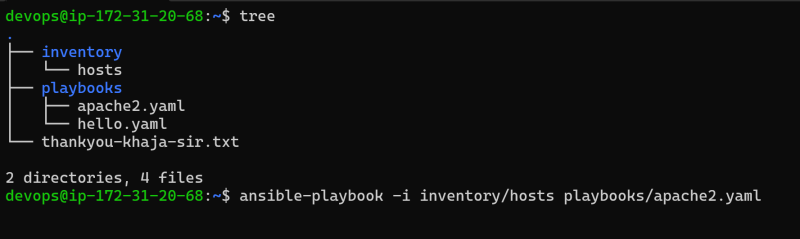 devops@ip-172-31-20-68:~$ tree
.
├── inventory
│   └── hosts
├── playbooks
│   ├── apache2.yaml
│   └── hello.yaml
└── thankyou-khaja-sir.txt

2 directories, 4 files
devops@ip-172-31-20-68:~$ ansible-playbook -i inventory/hosts playbooks/apache2.yaml